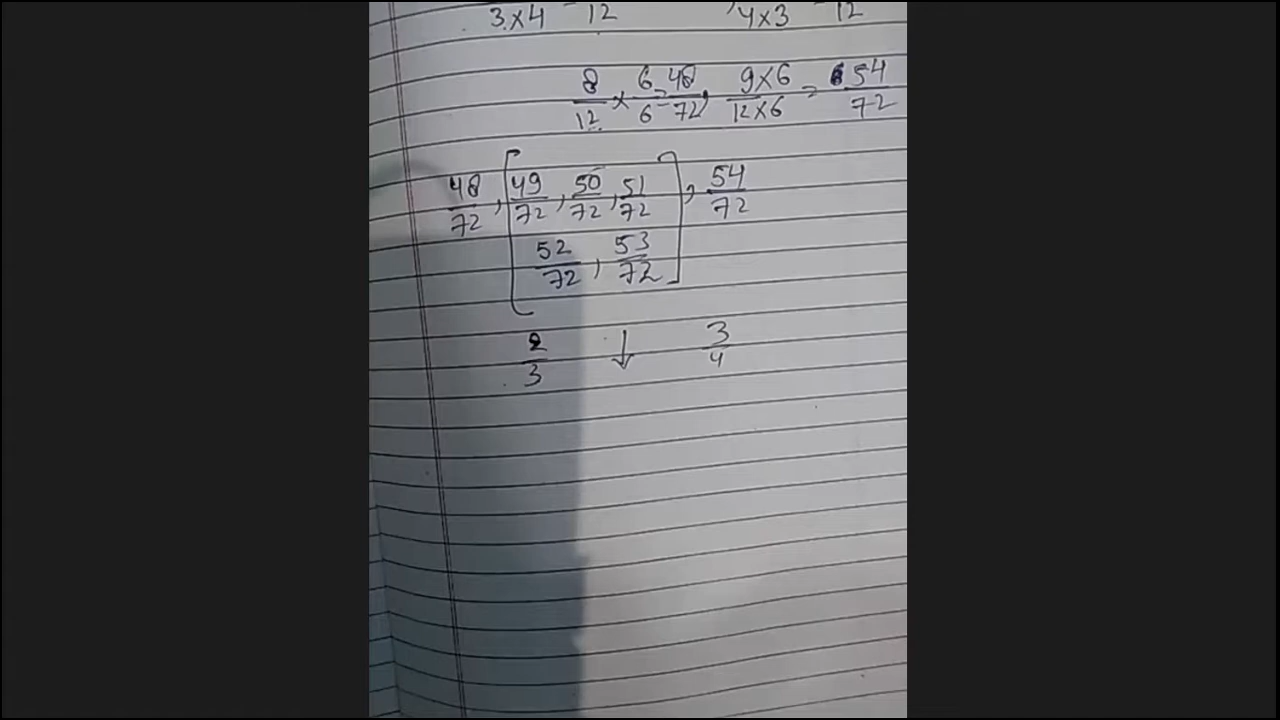 3×4 = 12 , 4×3 = 12
8/12 × 6/6 = 48/72, 9×6/12×6 = 54/72
48/72, [49/72, 50/72, 51/72
52/72, 53/72], 54/72
2/3 ↓ 3/4